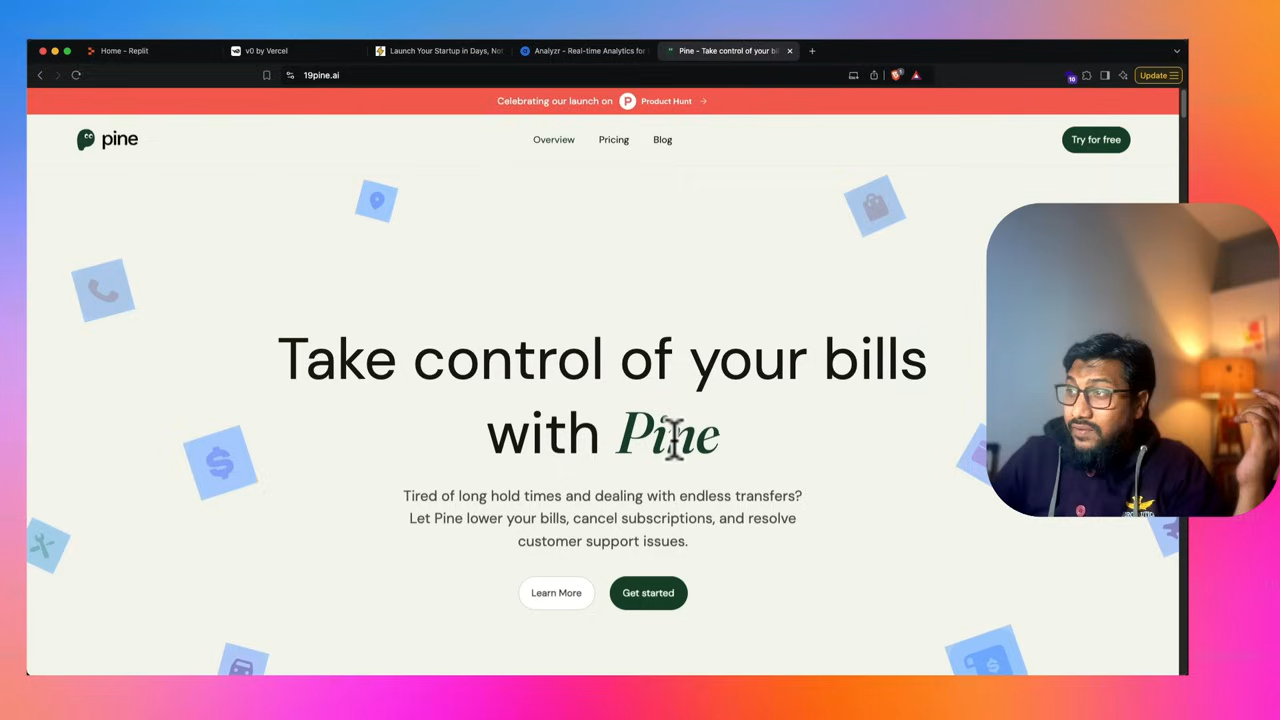 Home - Replit
v0 by Vercel
Launch Your Startup in Days, Not
Analyzr - Real-time Analytics for
Pine - Take control of your bil
19pine.ai
10
Update
Celebrating our launch on P Product Hunt →
pine
Overview
Pricing
Blog
Try for free
Take control of your bills
with Pine
Tired of long hold times and dealing with endless transfers?
Let Pine lower your bills, cancel subscriptions, and resolve
customer support issues.
Learn More
Get started